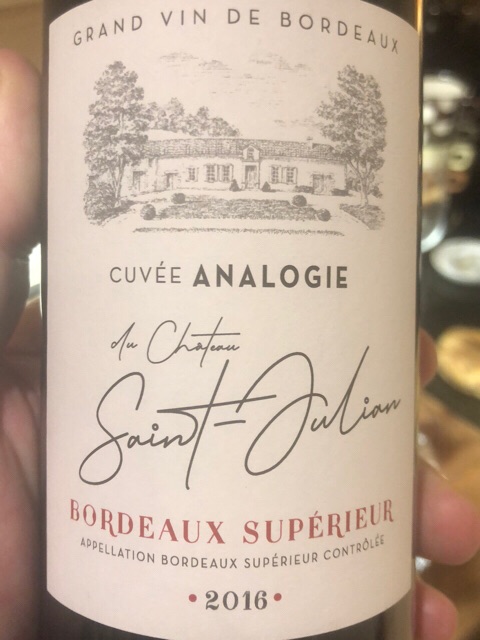 GRAND VIN DE BORDEAUX
CUVÉE ANALOGIE
du Château
Saint-Julian
BORDEAUX SUPÉRIEUR
APPELLATION BORDEAUX SUPÉRIEUR CONTRÔLÉE
• 2016 •